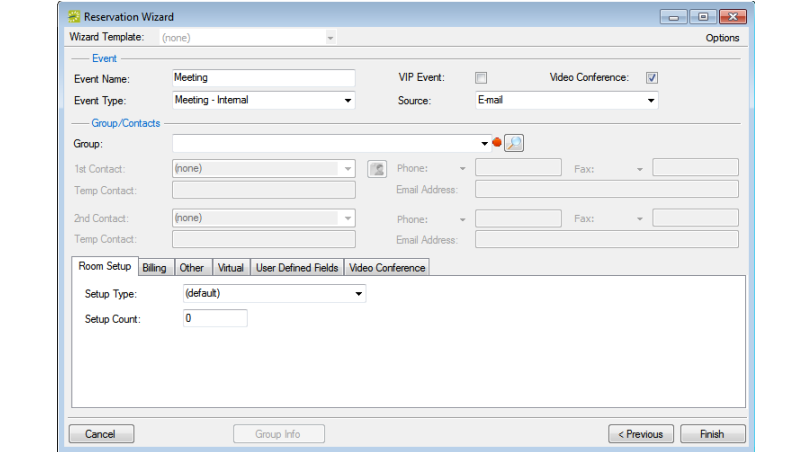 Reservation Wizard
Wizard Template: (none) Options
Event
Event Name: Meeting VIP Event: Video Conference:
Event Type: Meeting - Internal Source: E-mail
Group/Contacts
Group:
1st Contact: (none) Phone: Fax:
Temp Contact: Email Address:
2nd Contact: (none) Phone: Fax:
Temp Contact: Email Address:
Room Setup Billing Other Virtual User Defined Fields Video Conference
Setup Type: (default)
Setup Count: 0
Cancel Group Info < Previous Finish